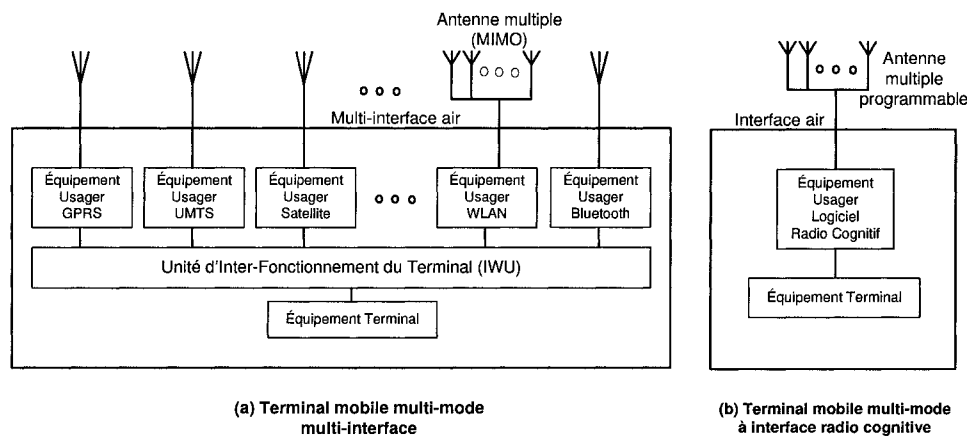 Antenne multiple
(MIMO)
Multi-interface air
Équipement
Usager
GPRS
Équipement
Usager
UMTS
Équipement
Usager
Satellite
Équipement
Usager
WLAN
Équipement
Usager
Bluetooth
Unité d'Inter-Fonctionnement du Terminal (IWU)
Équipement Terminal
(a) Terminal mobile multi-mode
multi-interface
Antenne
multiple
programmable
Interface air
Équipement
Usager
Logiciel
Radio Cognitif
Équipement Terminal
(b) Terminal mobile multi-mode
à interface radio cognitive